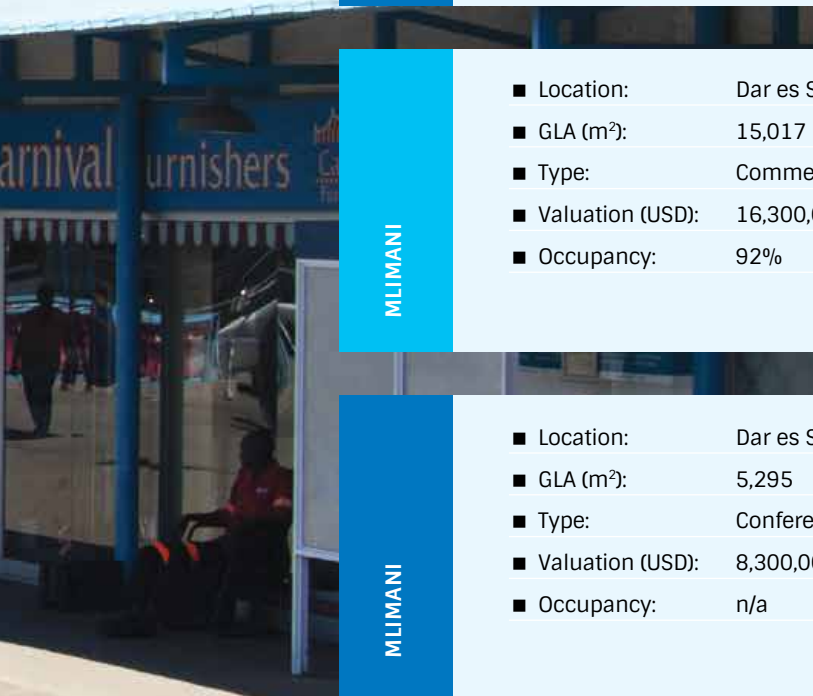 arnival urnishers
MLIMANI
■ Location: Dar es S
■ GLA (m²): 15,017
■ Type: Comme
■ Valuation (USD): 16,300,0
■ Occupancy: 92%
MLIMANI
■ Location: Dar es S
■ GLA (m²): 5,295
■ Type: Confere
■ Valuation (USD): 8,300,00
■ Occupancy: n/a